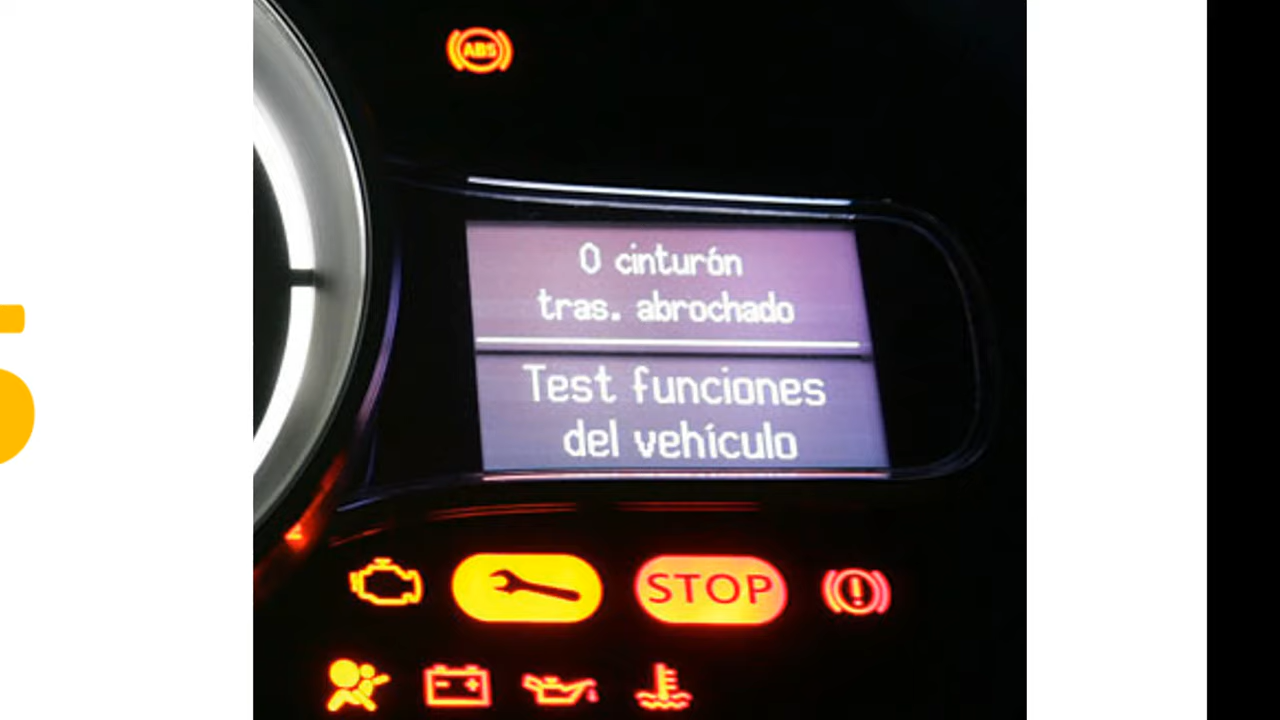 ABS
0 cinturón
tras. abrochado
Test funciones
del vehículo
STOP